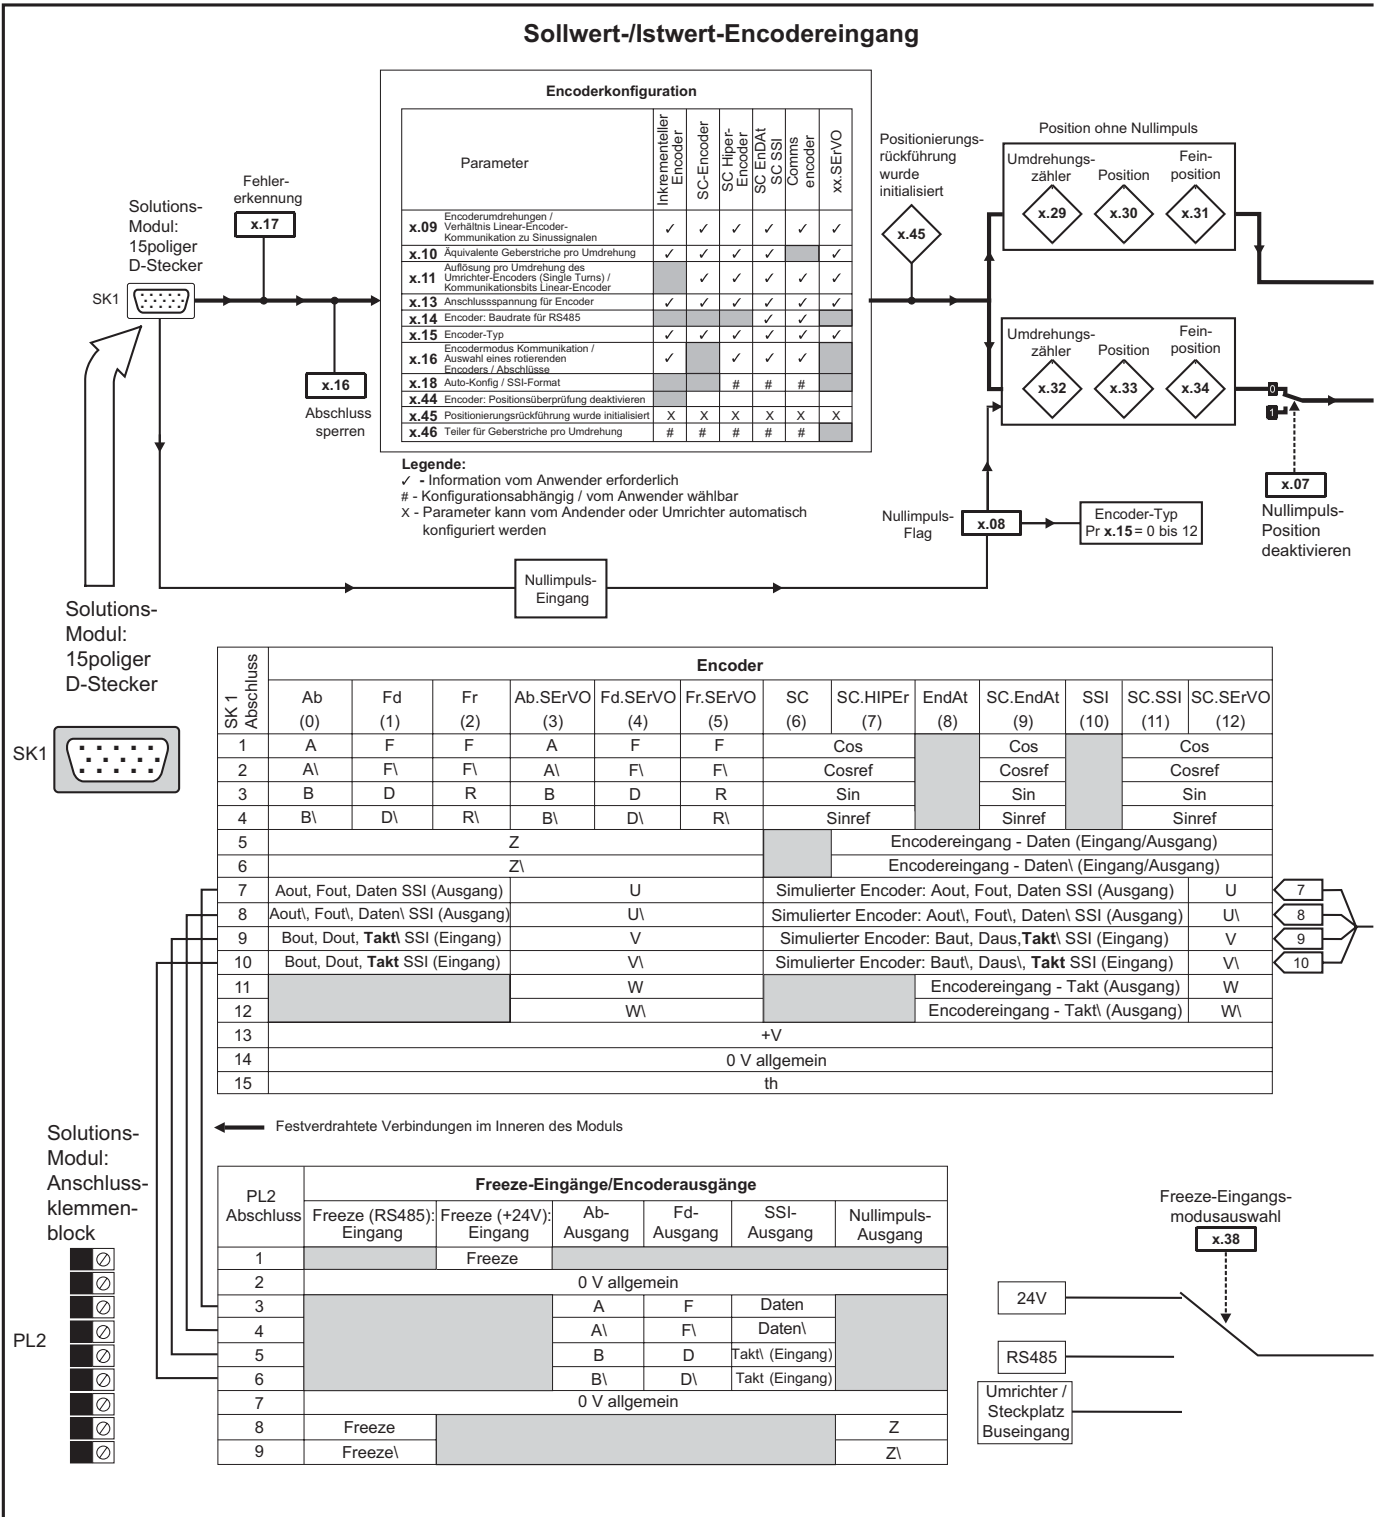 Sollwert-/Istwert-Encodereingang
Encoderkonfiguration
Parameter
Inkrementeller
Encoder
SC-Encoder
SC Hiper-
Encoder
SC EnDAt
SC SSI
Comms
encoder
xx.SErVO
x.09 Encoderumdrehungen /
Verhältnis Linear-Encoder-
Kommunikation zu Sinussignalen
✓ ✓ ✓ ✓ ✓ ✓
x.10 Äquivalente Geberstriche pro Umdrehung ✓ ✓ ✓ ✓ ✓
x.11 Auflösung pro Umdrehung des
Umrichter-Encoders (Single Turns) /
Kommunikationsbits Linear-Encoder
✓ ✓ ✓ ✓ ✓
x.13 Anschlussspannung für Encoder ✓ ✓ ✓ ✓ ✓ ✓
x.14 Encoder: Baudrate für RS485 ✓ ✓
x.15 Encoder-Typ ✓ ✓ ✓ ✓ ✓ ✓
x.16 Encodermodus Kommunikation /
Auswahl eines rotierenden
Encoders / Abschlüsse
✓ ✓ ✓ ✓
x.18 Auto-Konfig / SSI-Format # # #
x.44 Encoder: Positionsüberprüfung deaktivieren
x.45 Positionierungsrückführung wurde initialisiert X X X X X X
x.46 Teiler für Geberstriche pro Umdrehung # # # # #
Legende:
✓ - Information vom Anwender erforderlich
# - Konfigurationsabhängig / vom Anwender wählbar
X - Parameter kann vom Andender oder Umrichter automatisch
konfiguriert werden
Solutions-
Modul:
15poliger
D-Stecker
SK1
Fehler-
erkennung
x.17
x.16
Abschluss
sperren
Positionierungs-
rückführung
wurde
initialisiert
x.45
Position ohne Nullimpuls
Umdrehungs-
zähler
Position
Fein-
position
x.29 x.30 x.31
Umdrehungs-
zähler
Position
Fein-
position
x.32 x.33 x.34
0
1
x.07
Nullimpuls-
Position
deaktivieren
Nullimpuls-
Flag
x.08
Encoder-Typ
Pr x.15 = 0 bis 12
Nullimpuls-
Eingang
Solutions-
Modul:
15poliger
D-Stecker
SK1
SK 1
Abschluss
Encoder
Ab Fd Fr Ab.SErVO Fd.SErVO Fr.SErVO SC SC.HIPEr EndAt SC.EndAt SSI SC.SSI SC.SErVO
(0) (1) (2) (3) (4) (5) (6) (7) (8) (9) (10) (11) (12)
1 A F F A F F Cos Cos Cos
2 A\ F\ F\ A\ F\ F\ Cosref Cosref Cosref
3 B D R B D R Sin Sin Sin
4 B\ D\ R\ B\ D\ R\ Sinref Sinref Sinref
5 Z Encodereingang - Daten (Eingang/Ausgang)
6 Z\ Encodereingang - Daten\ (Eingang/Ausgang)
7 Aout, Fout, Daten SSI (Ausgang) U Simulierter Encoder: Aout, Fout, Daten SSI (Ausgang) U 7
8 Aout\, Fout\, Daten\ SSI (Ausgang) U\ Simulierter Encoder: Aout\, Fout\, Daten\ SSI (Ausgang) U\ 8
9 Bout, Dout, Takt\ SSI (Eingang) V Simulierter Encoder: Baut, Daus,Takt\ SSI (Eingang) V 9
10 Bout, Dout, Takt SSI (Eingang) V\ Simulierter Encoder: Baut\, Daus\, Takt SSI (Eingang) V\ 10
11 W Encodereingang - Takt (Ausgang) W
12 W\ Encodereingang - Takt\ (Ausgang) W\
13 +V
14 0 V allgemein
15 th
Festverdrahtete Verbindungen im Inneren des Moduls
Solutions-
Modul:
Anschluss-
klemmen-
block
PL2
PL2
Abschluss
Freeze-Eingänge/Encoderausgänge
Freeze (RS485):
Eingang
Freeze (+24V):
Eingang
Ab-
Ausgang
Fd-
Ausgang
SSI-
Ausgang
Nullimpuls-
Ausgang
1 Freeze
2 0 V allgemein
3 A F Daten
4 A\ F\ Daten\
5 B D Takt\ (Eingang)
6 B\ D\ Takt (Eingang)
7 0 V allgemein
8 Freeze Z
9 Freeze\ Z\
Freeze-Eingangs-
modusauswahl
x.38
24V
RS485
Umrichter /
Steckplatz
Buseingang